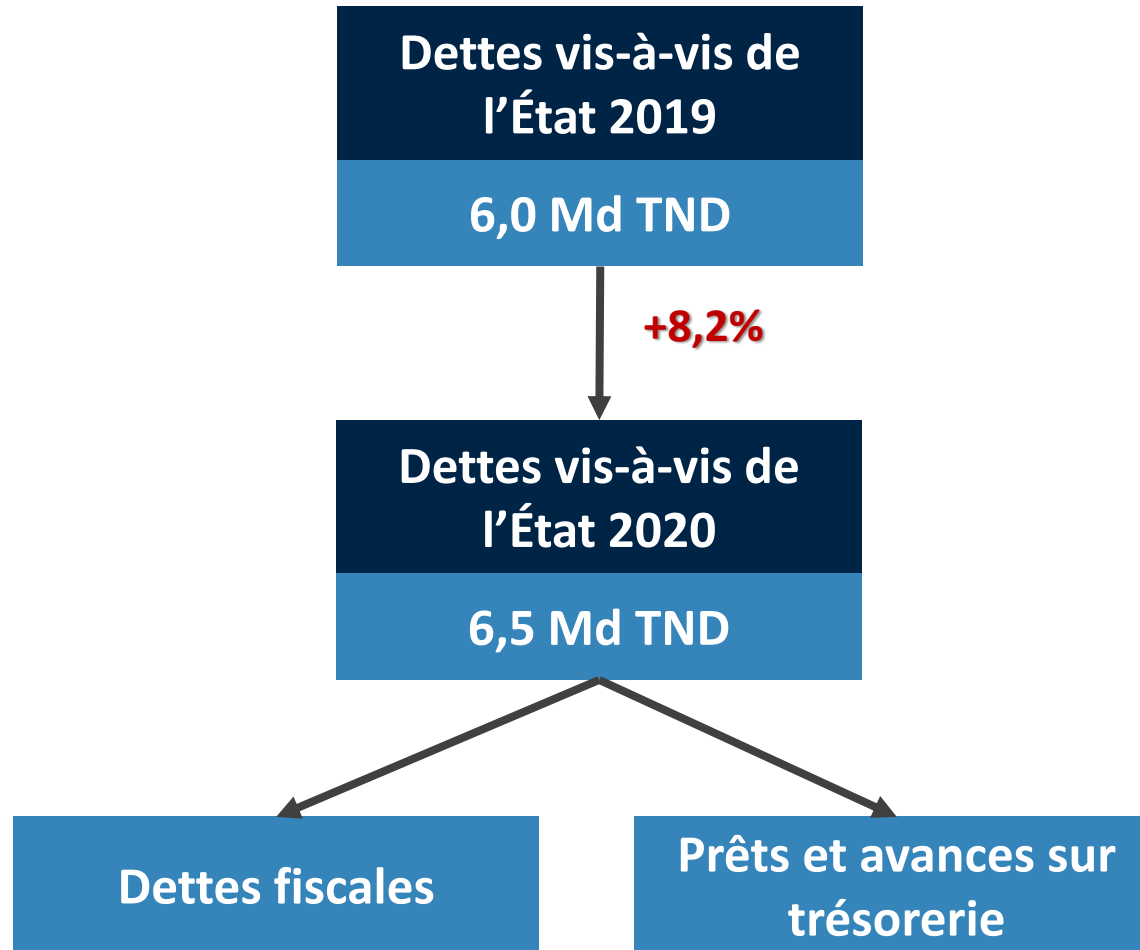 Dettes vis-à-vis de
l’État 2019
6,0 Md TND
+8,2%
Dettes vis-à-vis de
l’État 2020
6,5 Md TND
Dettes fiscales
Prêts et avances sur
trésorerie